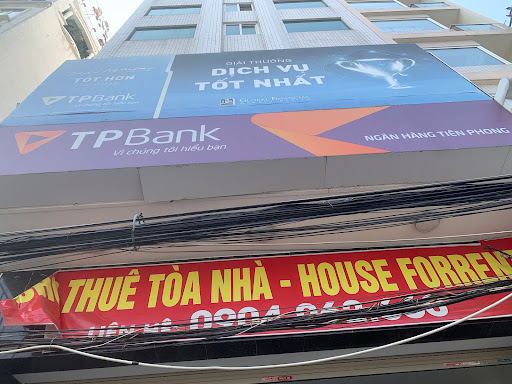 GIẢI THƯỞNG
DỊCH VỤ
TỐT NHẤT
TỐT HƠN
TPBank
TPBank
Vì chúng tôi hiểu bạn
NGÂN HÀNG TIÊN PHONG
THUÊ TÒA NHÀ - HOUSE FORREN